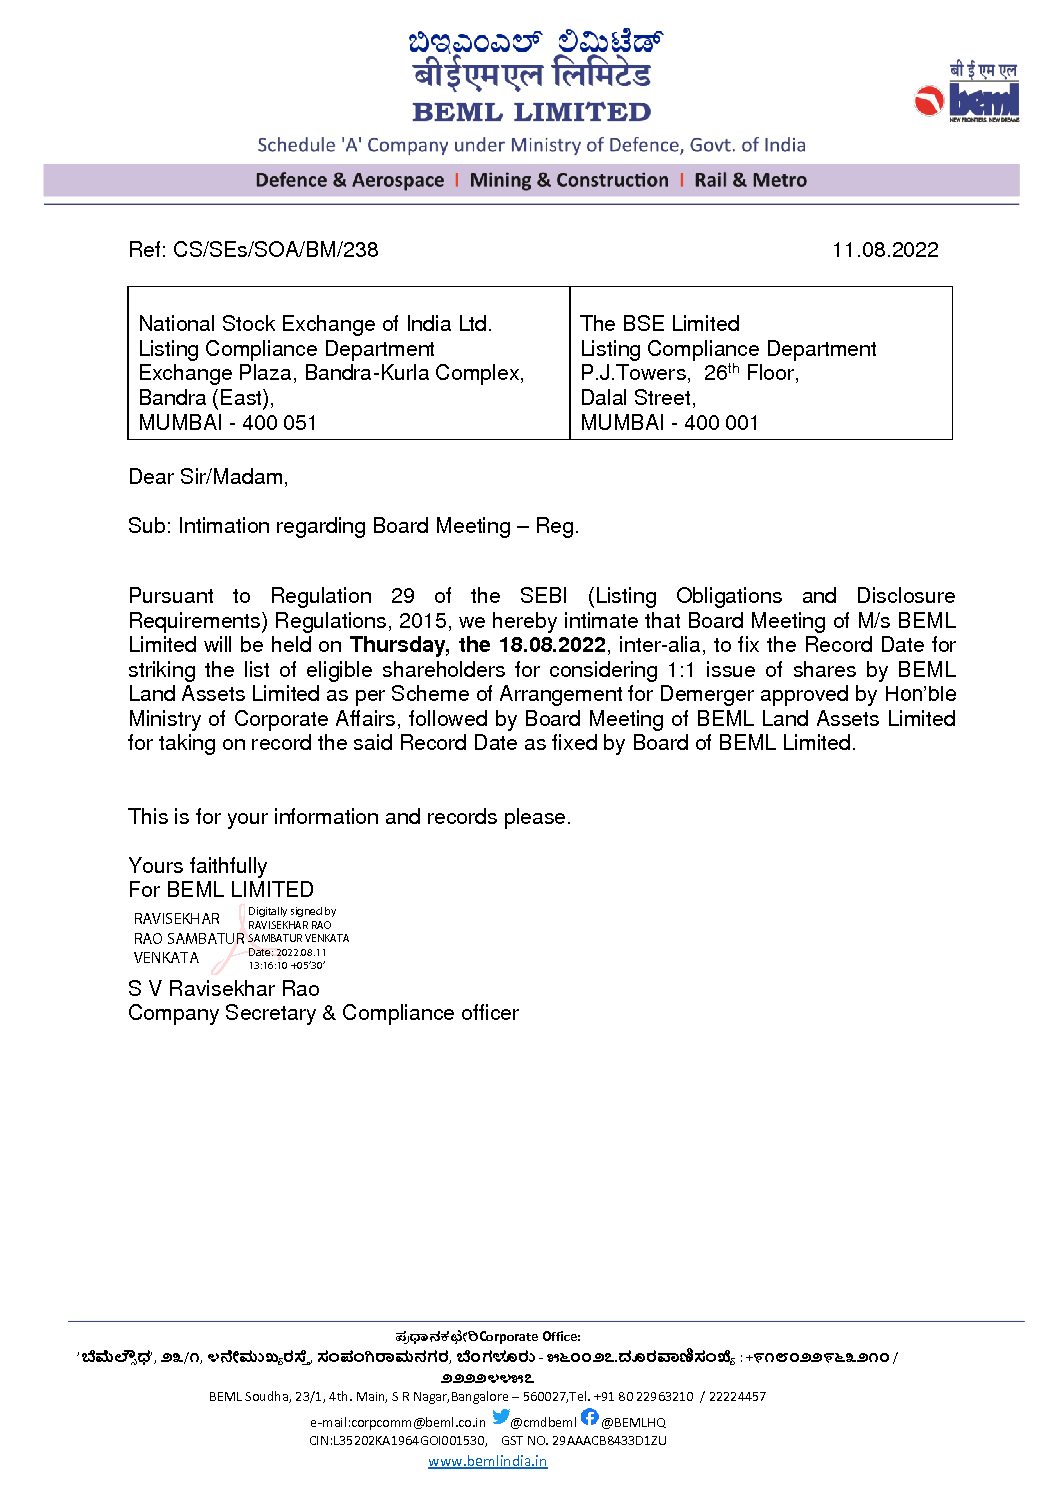 ಬಿಇಎಂಎಲ್ ಲಿಮಿಟೆಡ್
बीईएमएल लिमिटेड
BEML LIMITED
बी ई एम एल
beml
NEW FRONTIERS. NEW DREAMS
Schedule 'A' Company under Ministry of Defence, Govt. of India
Defence & Aerospace | Mining & Construction | Rail & Metro
Ref: CS/SEs/SOA/BM/238 11.08.2022
National Stock Exchange of India Ltd.
Listing Compliance Department
Exchange Plaza, Bandra-Kurla Complex,
Bandra (East),
MUMBAI - 400 051
The BSE Limited
Listing Compliance Department
P.J.Towers, 26th Floor,
Dalal Street,
MUMBAI - 400 001
Dear Sir/Madam,
Sub: Intimation regarding Board Meeting – Reg.
Pursuant to Regulation 29 of the SEBI (Listing Obligations and Disclosure
Requirements) Regulations, 2015, we hereby intimate that Board Meeting of M/s BEML
Limited will be held on Thursday, the 18.08.2022, inter-alia, to fix the Record Date for
striking the list of eligible shareholders for considering 1:1 issue of shares by BEML
Land Assets Limited as per Scheme of Arrangement for Demerger approved by Hon'ble
Ministry of Corporate Affairs, followed by Board Meeting of BEML Land Assets Limited
for taking on record the said Record Date as fixed by Board of BEML Limited.
This is for your information and records please.
Yours faithfully
For BEML LIMITED
RAVISEKHAR
RAO SAMBATUR
VENKATA
Digitally signed by
RAVISEKHAR RAO
SAMBATUR VENKATA
Date: 2022.08.11
13:16:10 +05'30'
S V Ravisekhar Rao
Company Secretary & Compliance officer
ಪ್ರಧಾನಕಛೇರಿCorporate Office:
'ಬೆಮೆಲ್ಸೌಧ', ೨೩/೧, ೪ನೇಮುಖ್ಯರಸ್ತೆ, ಸಂಪಂಗಿರಾಮನಗರ, ಬೆಂಗಳೂರು - ೫೬೦೦೨೭.ದೂರವಾಣಿಸಂಖ್ಯೆ : +೯೧೮೦೨೨೯೬೩೨೧೦ /
೨೨೨೨೪೪೫೭
BEML Soudha, 23/1, 4th. Main, S R Nagar,Bangalore – 560027,Tel. +91 80 22963210 / 22224457
e-mail:corpcomm@beml.co.in @cmdbeml @BEMLHQ
CIN:L35202KA1964GOI001530, GST NO. 29AAACB8433D1ZU
www.bemlindia.in